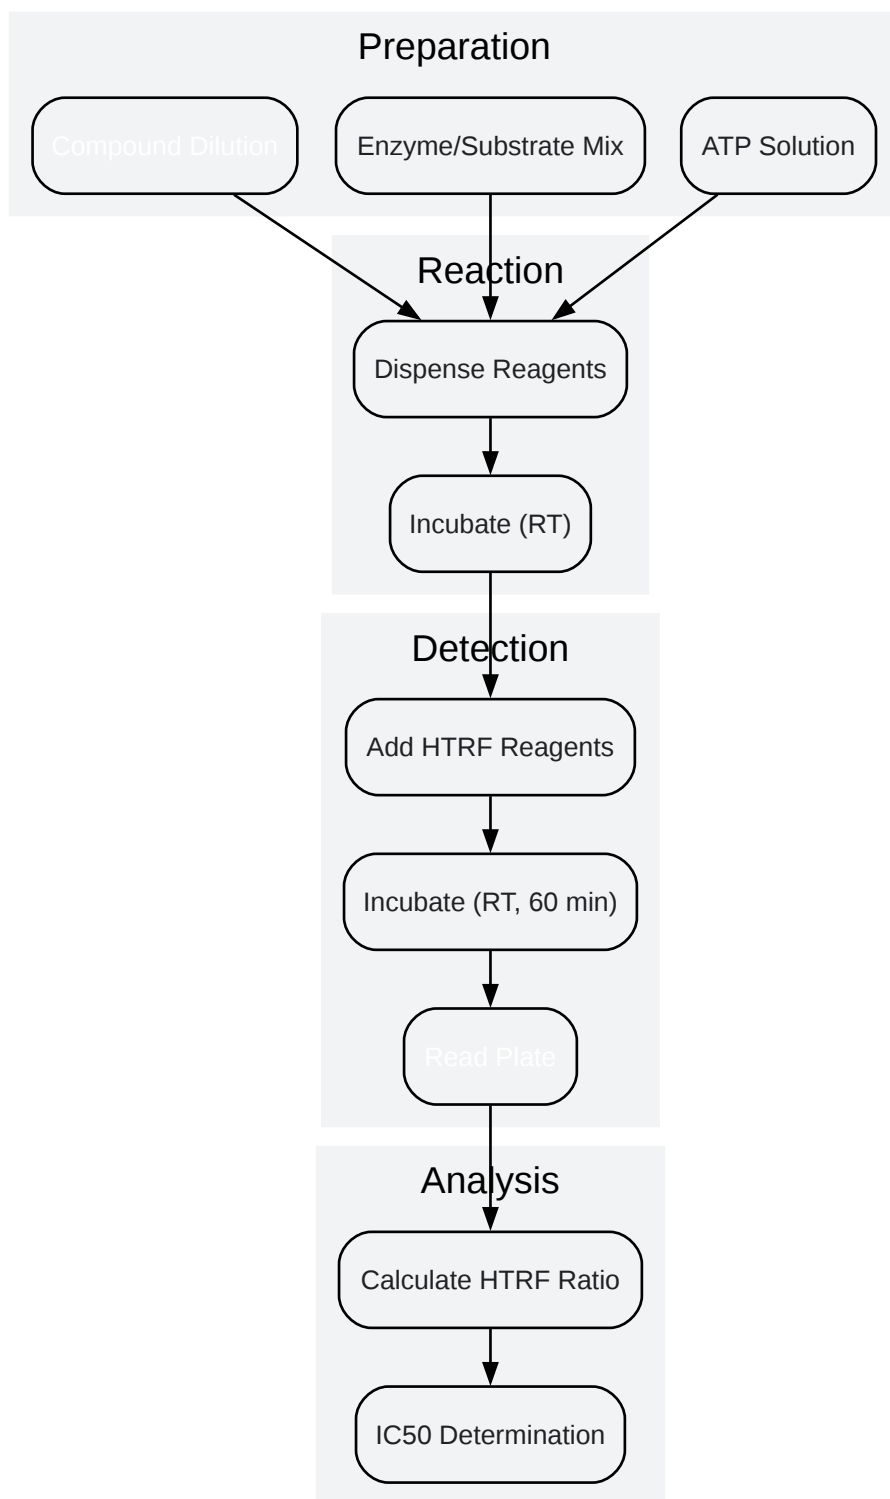 Preparation
Compound Dilution
Enzyme/Substrate Mix
ATP Solution
Reaction
Dispense Reagents
Incubate (RT)
Detection
Add HTRF Reagents
Incubate (RT, 60 min)
Read Plate
Analysis
Calculate HTRF Ratio
IC50 Determination